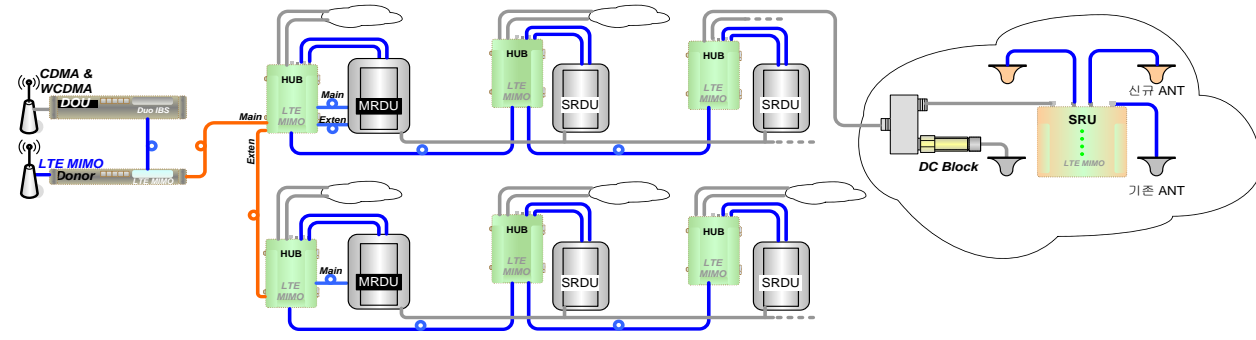 CDMA &
WCDMA
DOU
Duo IBS
LTE MIMO
Donor
LTE MIMO
Main
Exten
HUB
LTE
MIMO
Main
Exten
MRDU
HUB
LTE
MIMO
SRDU
HUB
LTE
MIMO
SRDU
HUB
LTE
MIMO
Main
MRDU
HUB
LTE
MIMO
SRDU
HUB
LTE
MIMO
SRDU
DC Block
신규 ANT
SRU
LTE MIMO
기존 ANT